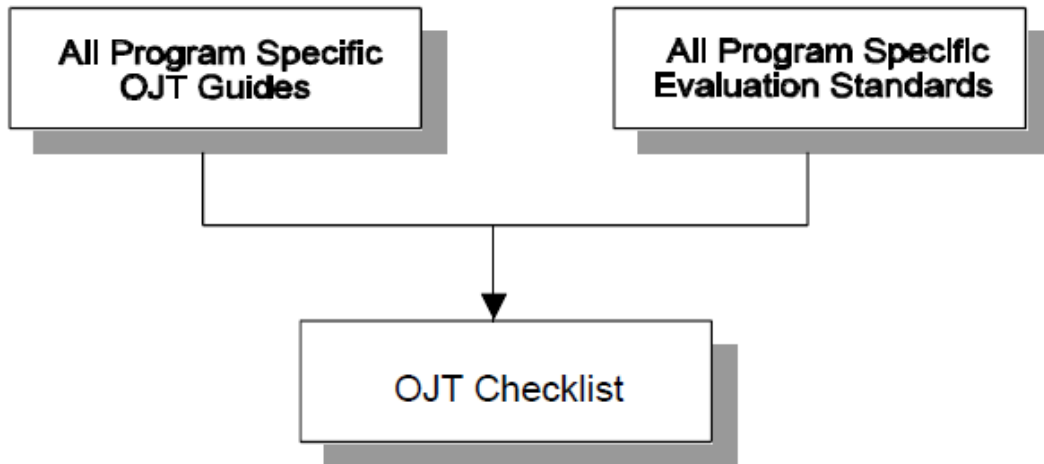 All Program Specific
OJT Guides
All Program Specific
Evaluation Standards
OJT Checklist